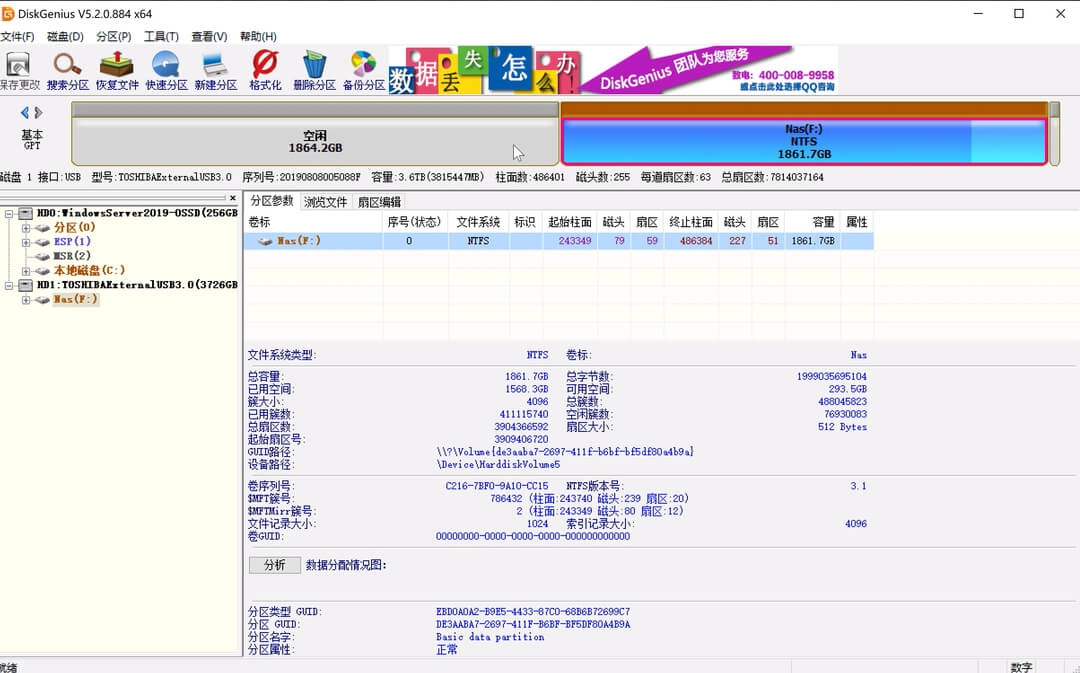 DiskGenius V5.2.0.884 x64
文件(F) 磁盘(D) 分区(P) 工具(T) 查看(V) 帮助(H)
保存更改 搜索分区 恢复文件 快速分区 新建分区 格式化 删除分区 备份分区
数据丢失怎么办!
DiskGenius 团队为您服务
致电: 400-008-9958
或点击此处选择QQ咨询
基本
GPT
空闲
1864.2GB
Nas(F:)
NTFS
1861.7GB
磁盘 1 接口:USB 型号:TOSHIBAExternalUSB3.0 序列号:20190808005088F 容量:3.6TB(3815447MB) 柱面数:486401 磁头数:255 每道扇区数:63 总扇区数:7814037164
HD0:WindowsServer2019-0SSD(256GB
分区(0)
ESP(1)
MSR(2)
本地磁盘(C:)
HD1:TOSHIBAExternalUSB3.0(3726GB
Nas(F:)
分区参数 浏览文件 扇区编辑
卷标 序号(状态) 文件系统 标识 起始柱面 磁头 扇区 终止柱面 磁头 扇区 容量 属性
Nas(F:) 0 NTFS 243349 79 59 486384 227 51 1861.7GB
文件系统类型: NTFS 卷标: Nas
总容量: 1861.7GB 总字节数: 1999035695104
已用空间: 1568.3GB 可用空间: 293.5GB
簇大小: 4096 总簇数: 488045823
已用簇数: 411115740 空闲簇数: 76930083
总扇区数: 3904366592 扇区大小: 512 Bytes
起始扇区号: 3909406720
GUID路径: \\?\Volume{de3aaba7-2697-411f-b6bf-bf5df80a4b9a}
设备路径: \Device\HarddiskVolume5
卷序列号: C216-7BF0-9A10-CC15 NTFS版本号: 3.1
$MFT簇号: 786432 (柱面:243740 磁头:239 扇区:20)
$MFTMirr簇号: 2 (柱面:243349 磁头:80 扇区:12)
文件记录大小: 1024 索引记录大小: 4096
卷GUID: 00000000-0000-0000-0000-000000000000
分析 数据分配情况图:
分区类型 GUID: EBD0A0A2-B9E5-4433-87C0-68B6B72699C7
分区 GUID: DE3AABA7-2697-411F-B6BF-BF5DF80A4B9A
分区名字: Basic data partition
分区属性: 正常
就绪 数字